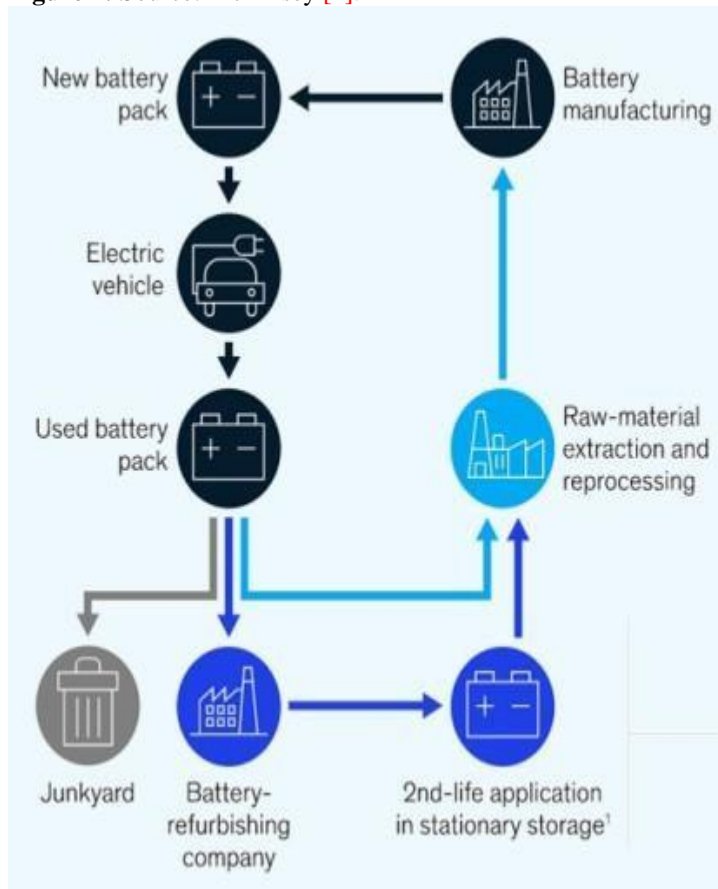 New battery
pack
Battery
manufacturing
Electric
vehicle
Used battery
pack
Raw-material
extraction and
reprocessing
Junkyard
Battery-
refurbishing
company
2nd-life application
in stationary storage¹